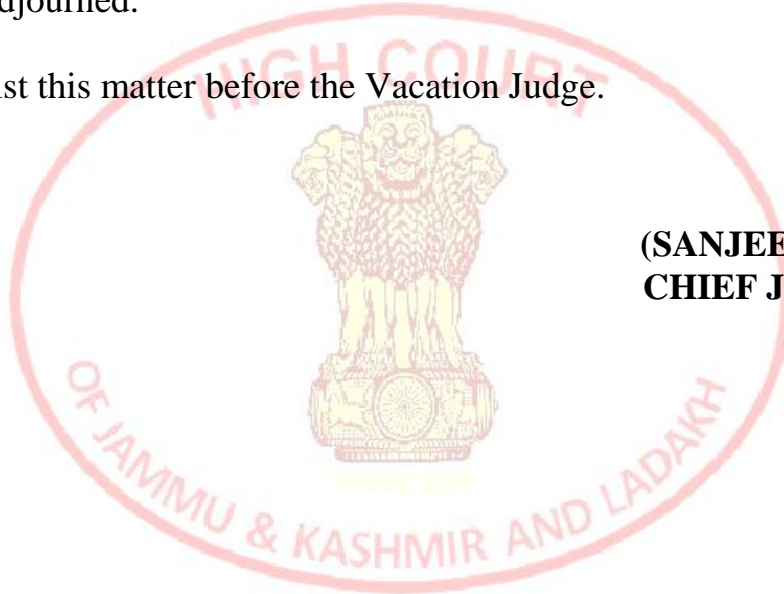 djourned.
st this matter before the Vacation Judge.
(SANJEE
CHIEF J
HIGH COURT
OF JAMMU & KASHMIR AND LADAKH